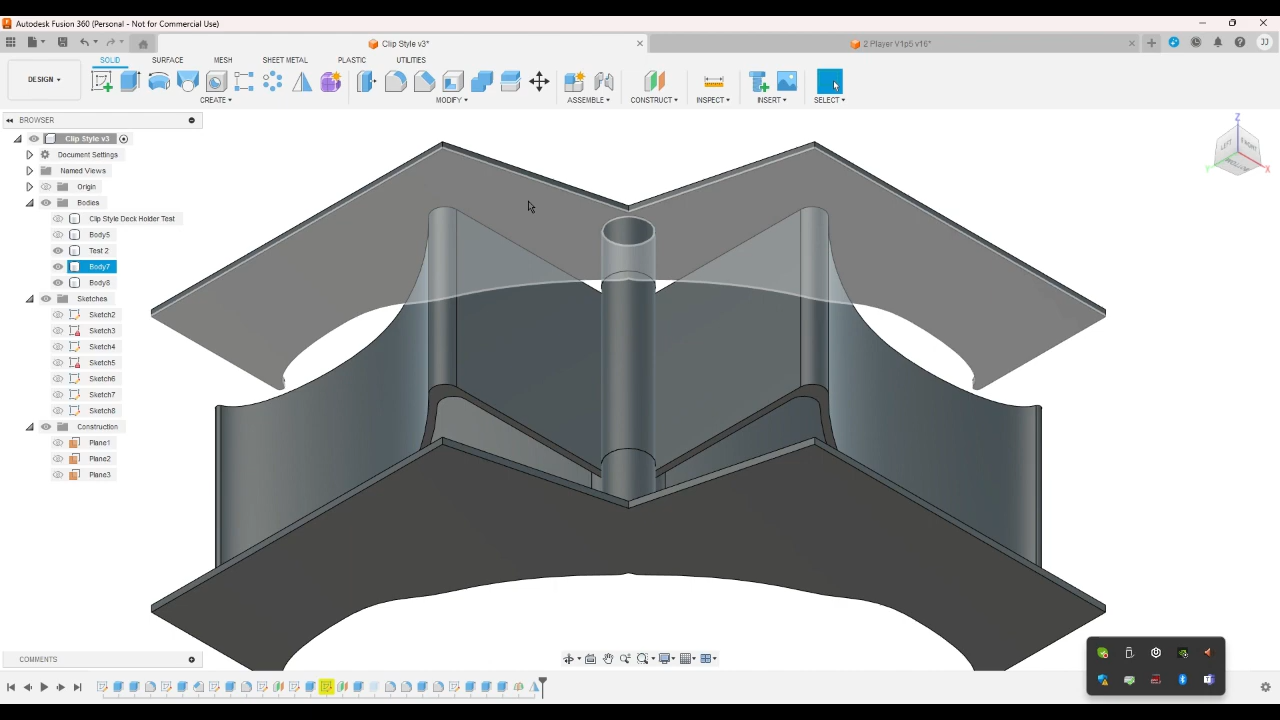 Autodesk Fusion 360 (Personal - Not for Commercial Use)
Clip Style v3*
2 Player V1p5 v16*
JJ
DESIGN
SOLID
SURFACE
MESH
SHEET METAL
PLASTIC
UTILITIES
CREATE
MODIFY
ASSEMBLE
CONSTRUCT
INSPECT
INSERT
SELECT
BROWSER
Clip Style v3
Document Settings
Named Views
Origin
Bodies
Clip Style Deck Holder Test
Body5
Test 2
Body7
Body8
Sketches
Sketch2
Sketch3
Sketch4
Sketch5
Sketch6
Sketch7
Sketch8
Construction
Plane1
Plane2
Plane3
Z
LEFT
FRONT
Y
X
COMMENTS